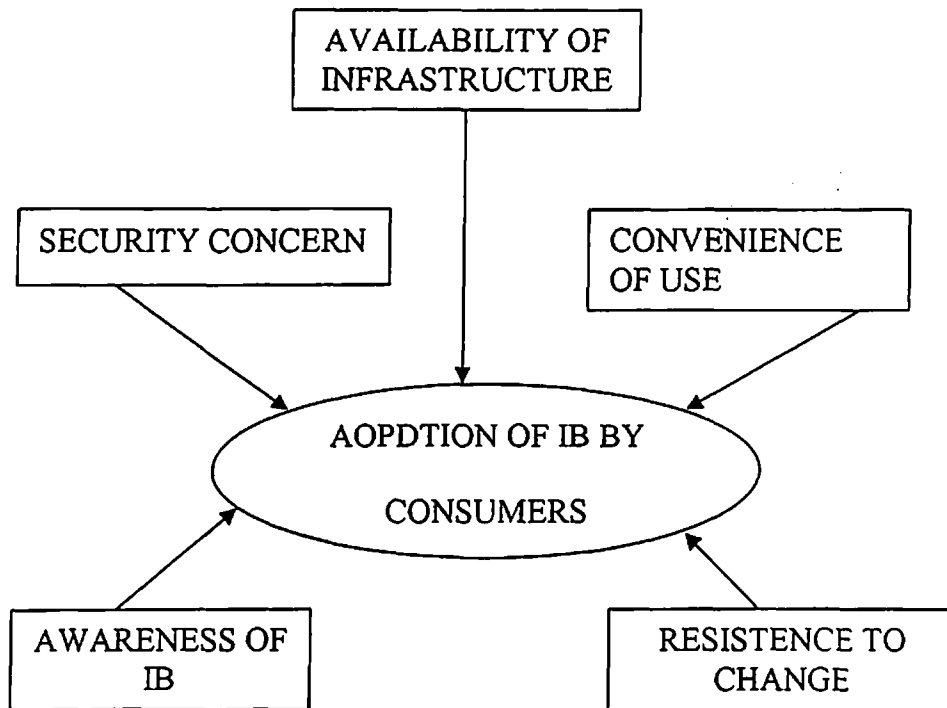 AVAILABILITY OF
INFRASTRUCTURE
SECURITY CONCERN
CONVENIENCE
OF USE
AOPDTION OF IB BY
CONSUMERS
AWARENESS OF
IB
RESISTENCE TO
CHANGE